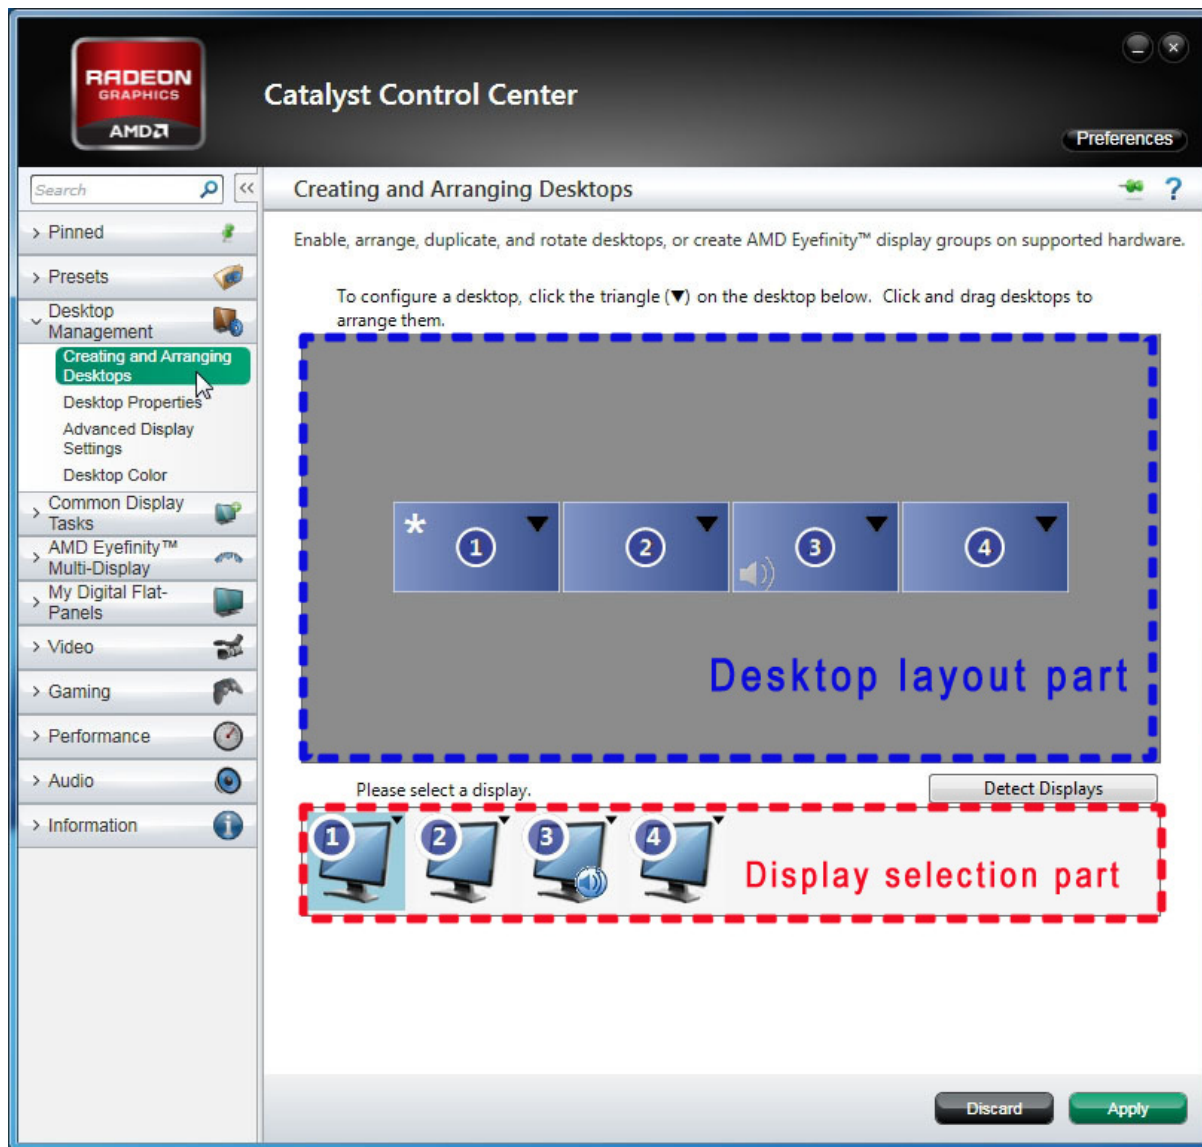 RADEON
GRAPHICS
AMD
Catalyst Control Center
Preferences
Search
<<
Creating and Arranging Desktops
?
> Pinned
> Presets
Desktop
Management
Creating and Arranging
Desktops
Desktop Properties
Advanced Display
Settings
Desktop Color
> Common Display
Tasks
> AMD Eyefinity™
Multi-Display
> My Digital Flat-
Panels
> Video
> Gaming
> Performance
> Audio
> Information
Enable, arrange, duplicate, and rotate desktops, or create AMD Eyefinity™ display groups on supported hardware.
To configure a desktop, click the triangle (▼) on the desktop below. Click and drag desktops to
arrange them.
* 1 2 3 4
Desktop layout part
Please select a display.
Detect Displays
1 2 3 4
Display selection part
Discard
Apply